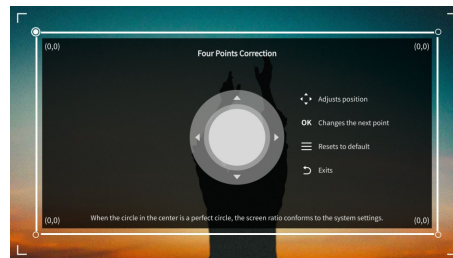 (0,0)
Four Points Correction
(0,0)
Adjusts position
OK Changes the next point
Resets to default
Exits
(0,0)
When the circle in the center is a perfect circle, the screen ratio conforms to the system settings.
(0,0)